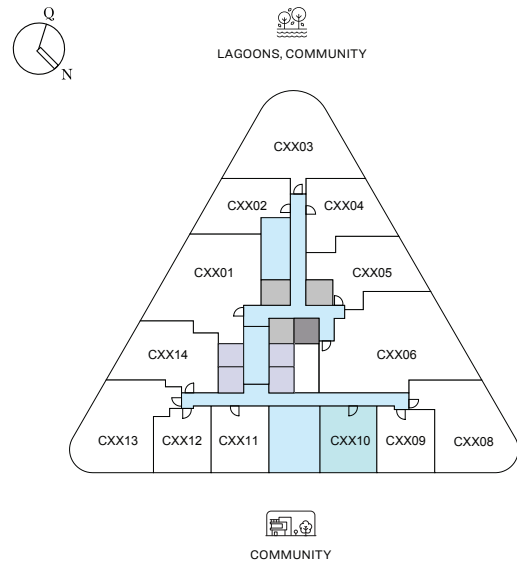 Q
N
LAGOONS, COMMUNITY
CXX03
CXX02
CXX04
CXX01
CXX05
CXX14
CXX06
CXX13
CXX12
CXX11
CXX10
CXX09
CXX08
COMMUNITY